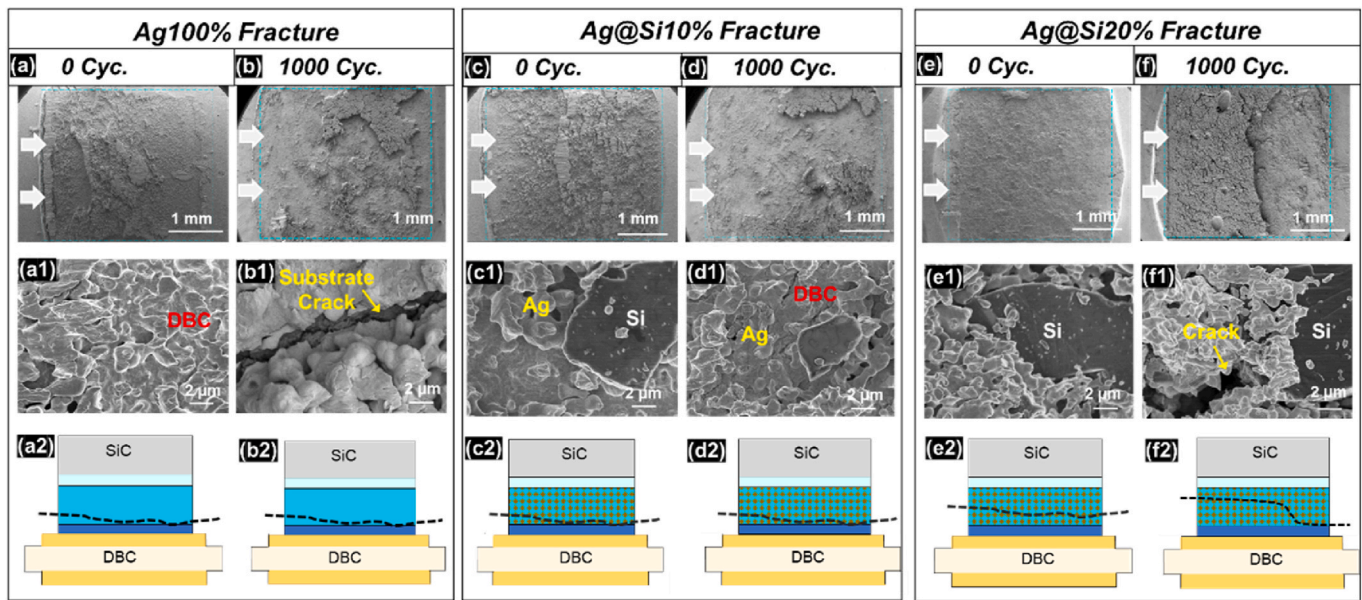 Ag100% Fracture
(a) 0 Cyc.
(b) 1000 Cyc.
1 mm
1 mm
(a1)
DBC
2 µm
(b1)
Substrate
Crack
2 µm
(a2)
SiC
DBC
(b2)
SiC
DBC
Ag@Si10% Fracture
(c) 0 Cyc.
(d) 1000 Cyc.
1 mm
1 mm
(c1)
Ag
Si
2 µm
(d1)
DBC
Ag
2 µm
(c2)
SiC
DBC
(d2)
SiC
DBC
Ag@Si20% Fracture
(e) 0 Cyc.
(f) 1000 Cyc.
1 mm
1 mm
(e1)
Si
2 µm
(f1)
Si
Crack
2 µm
(e2)
SiC
DBC
(f2)
SiC
DBC